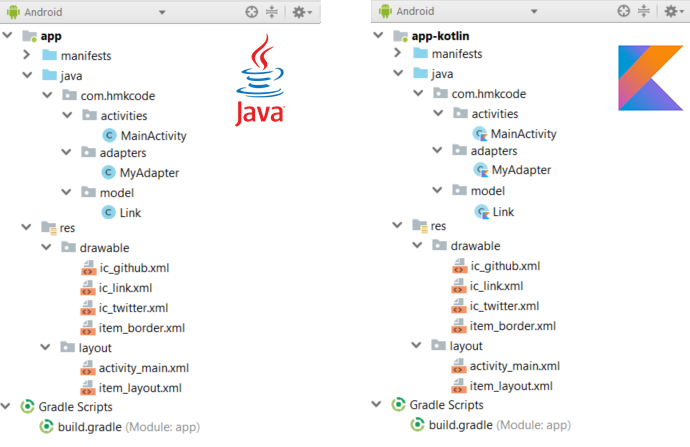 Android
app
manifests
java
com.hmkcode
activities
MainActivity
adapters
MyAdapter
model
Link
res
drawable
ic_github.xml
ic_link.xml
ic_twitter.xml
item_border.xml
layout
activity_main.xml
item_layout.xml
Gradle Scripts
build.gradle (Module: app)
Java
Android
app-kotlin
manifests
java
com.hmkcode
activities
MainActivity
adapters
MyAdapter
model
Link
res
drawable
ic_github.xml
ic_link.xml
ic_twitter.xml
item_border.xml
layout
activity_main.xml
item_layout.xml
Gradle Scripts
build.gradle (Module: app)